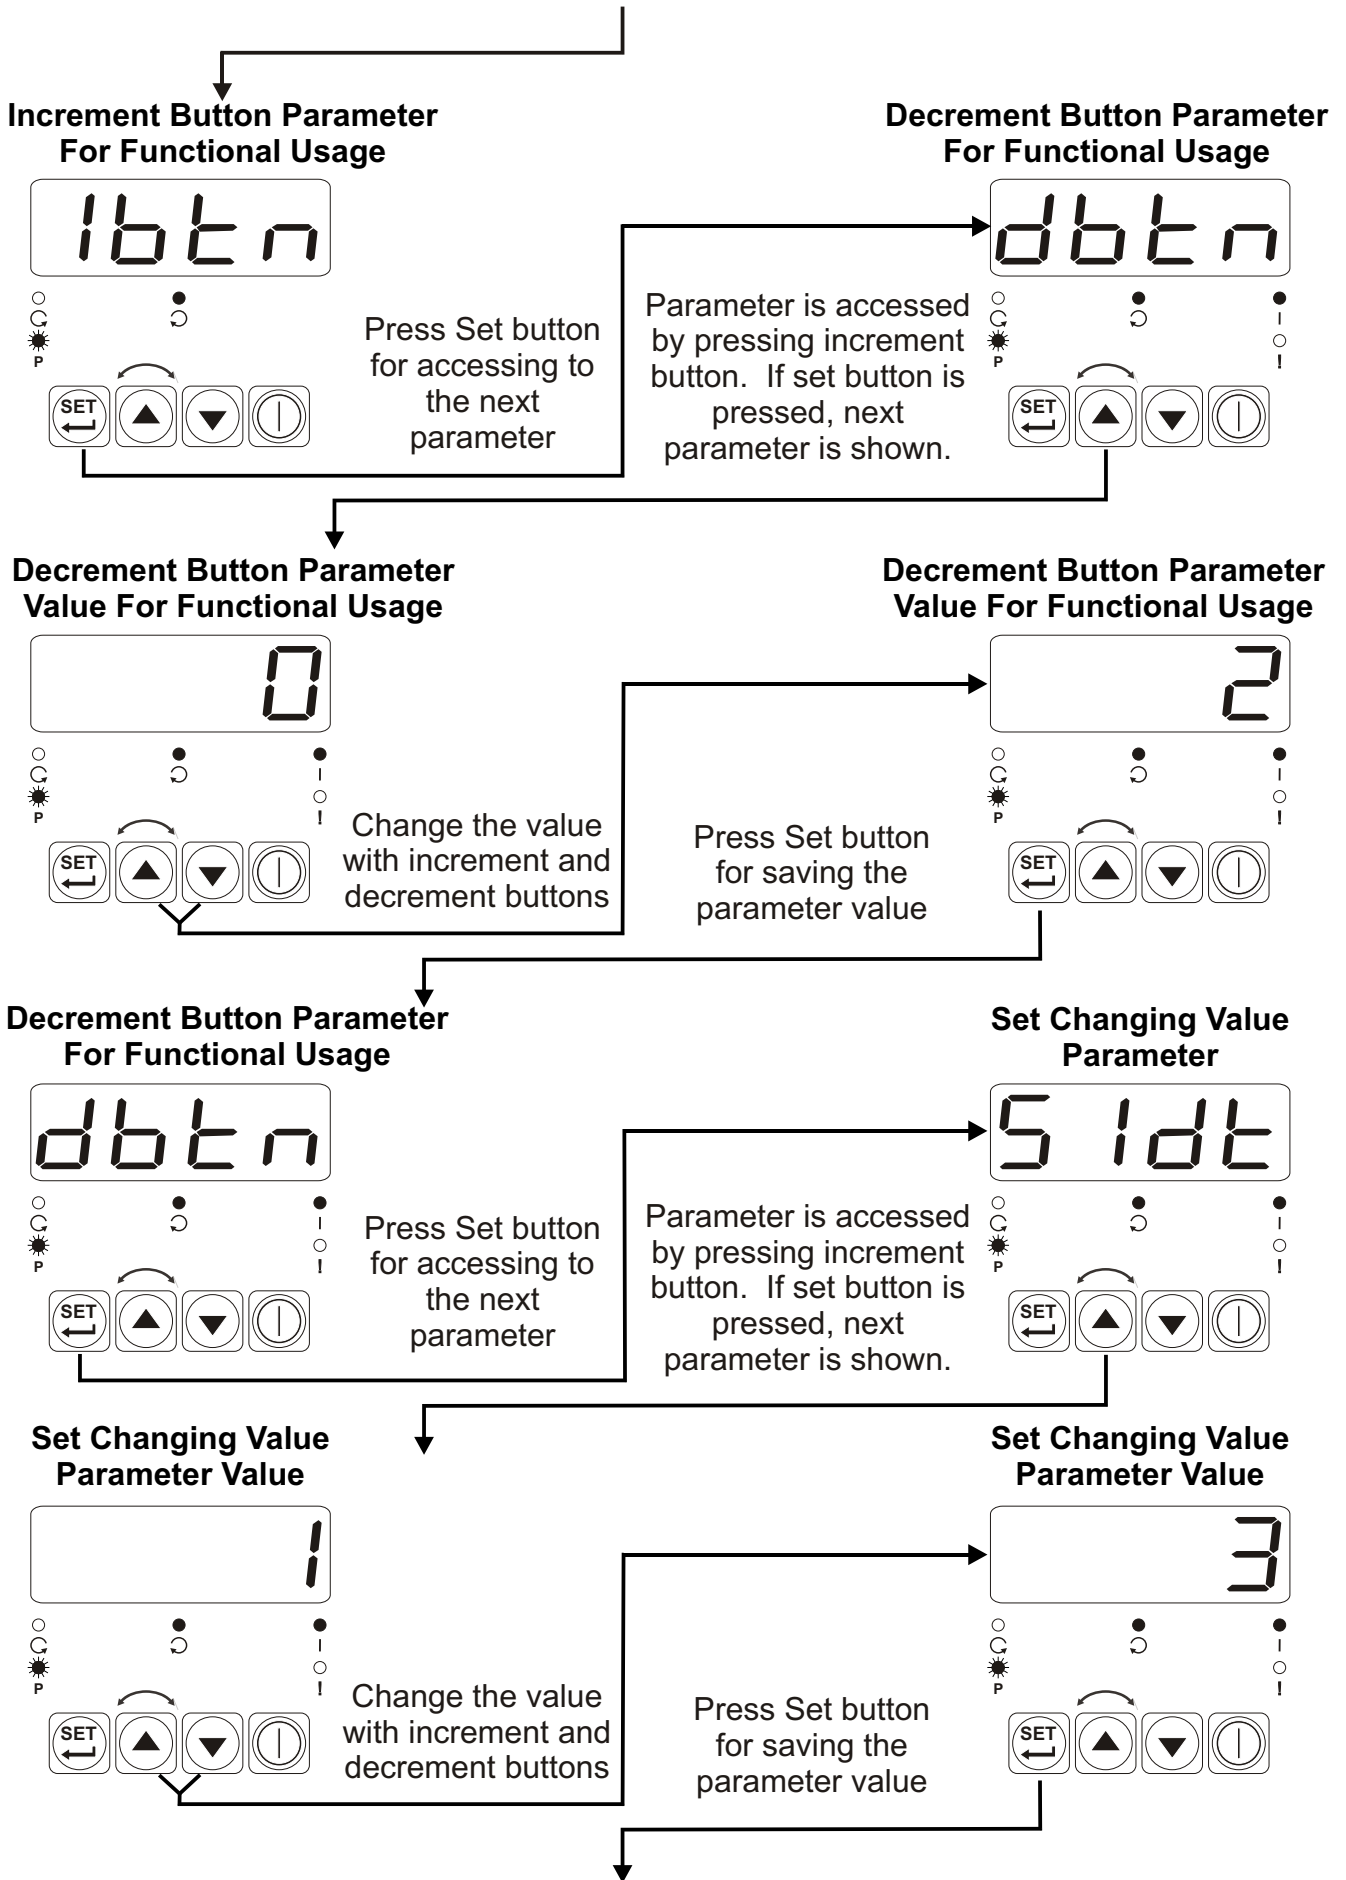 Increment Button Parameter
For Functional Usage
1btn
P
SET
Press Set button
for accessing to
the next
parameter
Decrement Button Parameter
For Functional Usage
dbtn
I
P
!
SET
Parameter is accessed
by pressing increment
button. If set button is
pressed, next
parameter is shown.
Decrement Button Parameter
Value For Functional Usage
0
I
P
!
SET
Change the value
with increment and
decrement buttons
Decrement Button Parameter
Value For Functional Usage
2
I
P
!
SET
Press Set button
for saving the
parameter value
Decrement Button Parameter
For Functional Usage
dbtn
I
P
!
SET
Press Set button
for accessing to
the next
parameter
Set Changing Value
Parameter
S1dt
I
P
!
SET
Parameter is accessed
by pressing increment
button. If set button is
pressed, next
parameter is shown.
Set Changing Value
Parameter Value
1
I
P
!
SET
Change the value
with increment and
decrement buttons
Set Changing Value
Parameter Value
3
I
P
!
SET
Press Set button
for saving the
parameter value